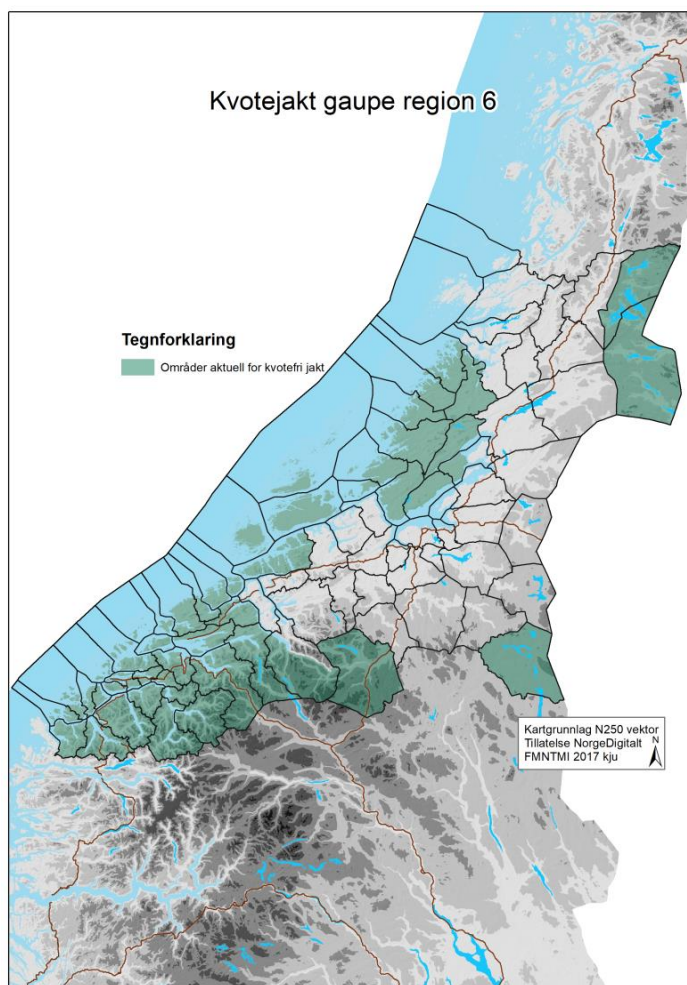 Kvotejakt gaupe region 6
Tegnforklaring
Områder aktuell for kvotefri jakt
Kartgrunnlag N250 vektor
Tillatelse NorgeDigitalt
FMNTMI 2017 kju
N